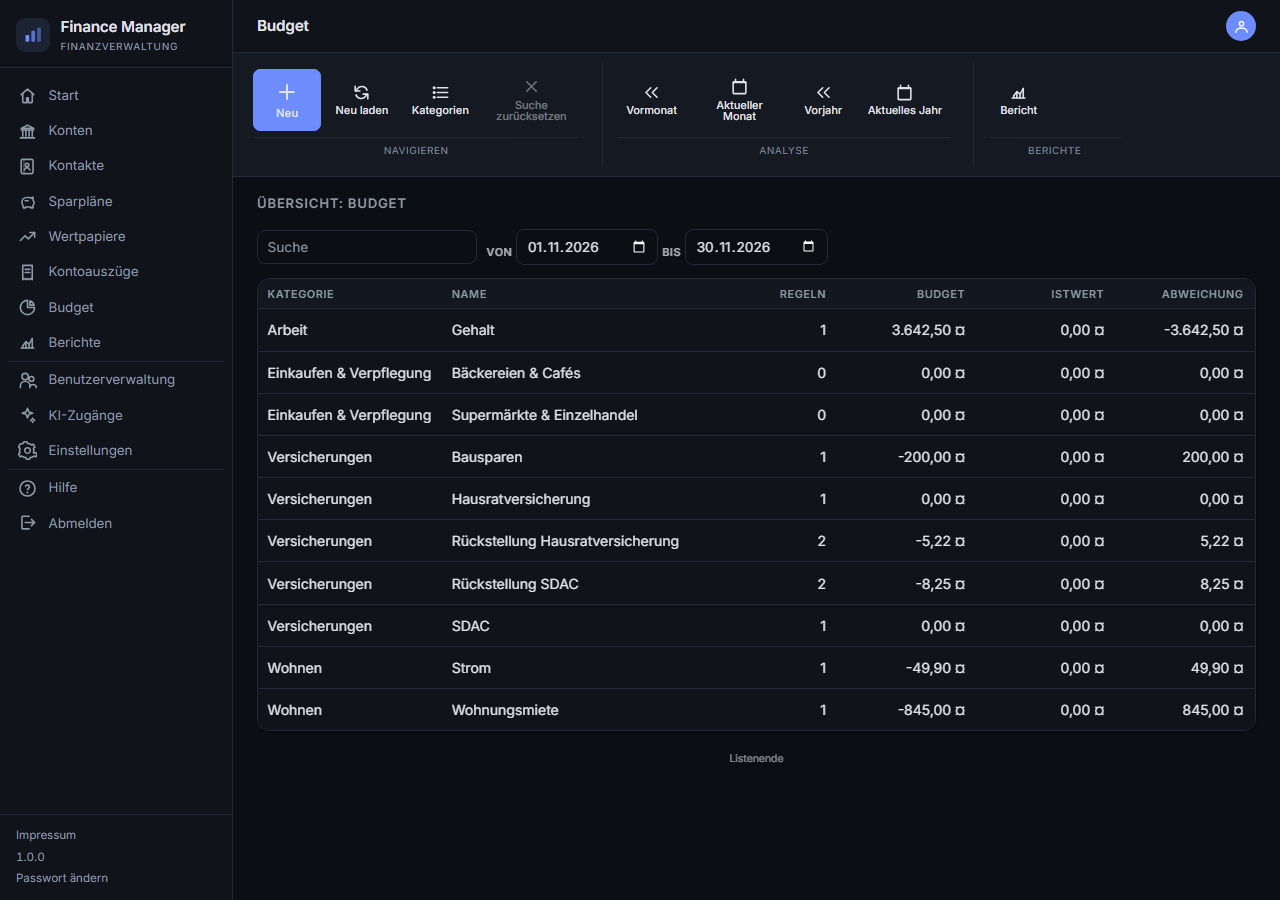 Finance Manager
FINANZVERWALTUNG
Start
Konten
Kontakte
Sparpläne
Wertpapiere
Kontoauszüge
Budget
Berichte
Benutzerverwaltung
KI-Zugänge
Einstellungen
Hilfe
Abmelden
Impressum
1.0.0
Passwort ändern
Budget
Neu
Neu laden
Kategorien
Suche
zurücksetzen
NAVIGIEREN
Vormonat
Aktueller
Monat
Vorjahr
Aktuelles Jahr
ANALYSE
Bericht
BERICHTE
ÜBERSICHT: BUDGET
Suche VON 01.11.2026 BIS 30.11.2026
KATEGORIE NAME REGELN BUDGET ISTWERT ABWEICHUNG
Arbeit Gehalt 1 3.642,50 ¤ 0,00 ¤ -3.642,50 ¤
Einkaufen & Verpflegung Bäckereien & Cafés 0 0,00 ¤ 0,00 ¤ 0,00 ¤
Einkaufen & Verpflegung Supermärkte & Einzelhandel 0 0,00 ¤ 0,00 ¤ 0,00 ¤
Versicherungen Bausparen 1 -200,00 ¤ 0,00 ¤ 200,00 ¤
Versicherungen Hausratversicherung 1 0,00 ¤ 0,00 ¤ 0,00 ¤
Versicherungen Rückstellung Hausratversicherung 2 -5,22 ¤ 0,00 ¤ 5,22 ¤
Versicherungen Rückstellung SDAC 2 -8,25 ¤ 0,00 ¤ 8,25 ¤
Versicherungen SDAC 1 0,00 ¤ 0,00 ¤ 0,00 ¤
Wohnen Strom 1 -49,90 ¤ 0,00 ¤ 49,90 ¤
Wohnen Wohnungsmiete 1 -845,00 ¤ 0,00 ¤ 845,00 ¤
Listenende